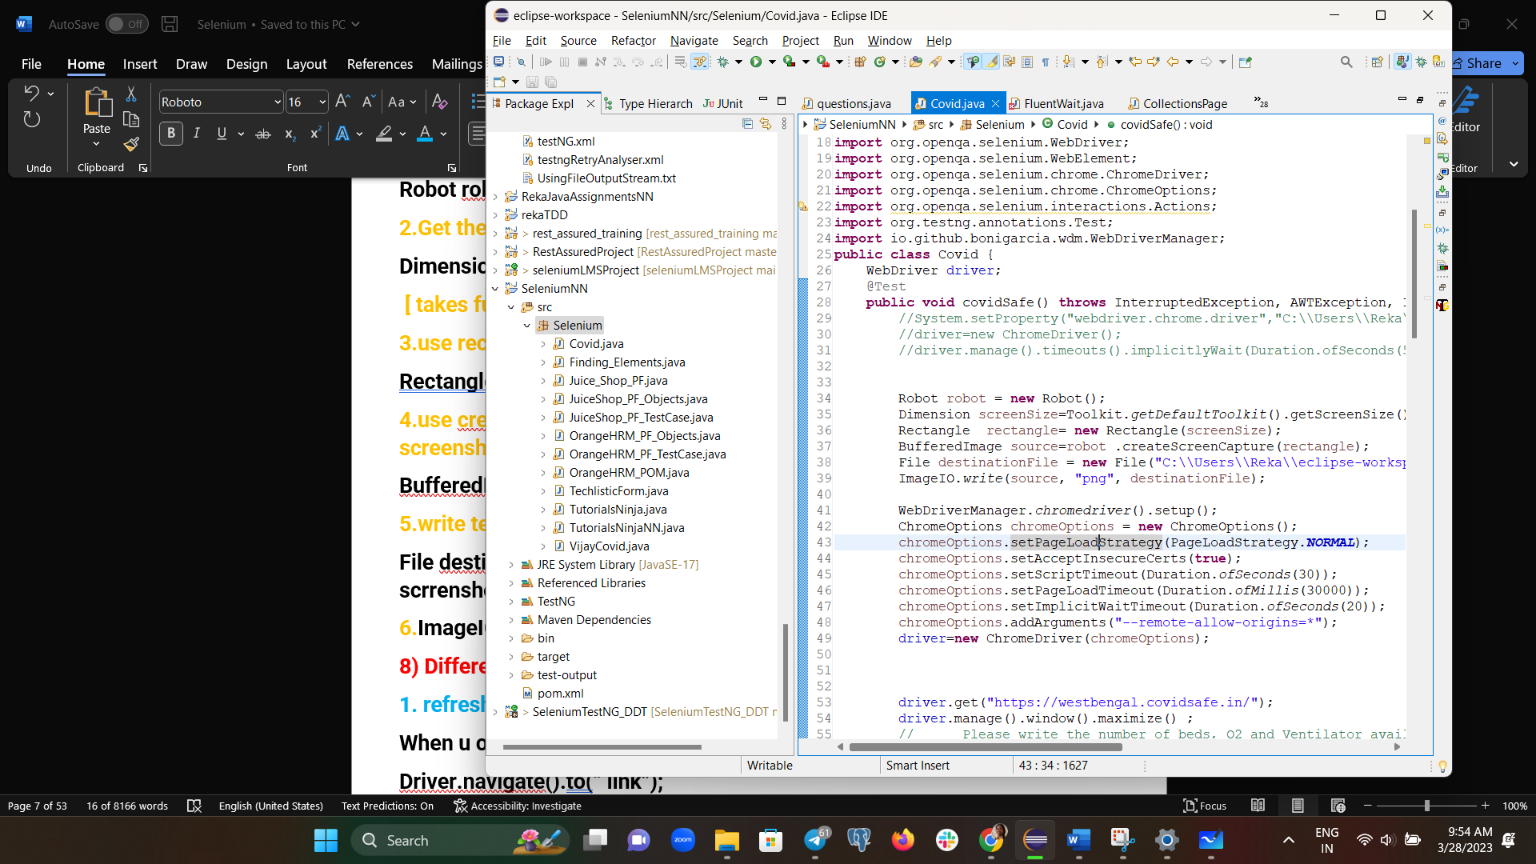 AutoSave Off Selenium • Saved to this PC
File Home Insert Draw Design Layout References Mailings Share
Paste
Roboto 16
Aa
B I U ab x₂ x² A A
Undo Clipboard Font
Editor
Editor
Robot rol
2.Get the
Dimensio
[ takes fu
3.use rec
Rectangle
4.use cre
screensh
Buffered
5.write te
File desti
scrrensho
6.ImageI
8) Differe
1. refresh
When u o
Driver.navigate().to(" link");
Page 7 of 53 16 of 8166 words English (United States) Text Predictions: On Accessibility: Investigate Focus 100%
eclipse-workspace - SeleniumNN/src/Selenium/Covid.java - Eclipse IDE
File Edit Source Refactor Navigate Search Project Run Window Help
Package Expl Type Hierarch JUnit
testNG.xml
testngRetryAnalyser.xml
UsingFileOutputStream.txt
RekaJavaAssignmentsNN
rekaTDD
> rest_assured_training [rest_assured_training ma
> RestAssuredProject [RestAssuredProject master
> seleniumLMSProject [seleniumLMSProject mai
SeleniumNN
src
Selenium
Covid.java
Finding_Elements.java
Juice_Shop_PF.java
JuiceShop_PF_Objects.java
JuiceShop_PF_TestCase.java
OrangeHRM_PF_Objects.java
OrangeHRM_PF_TestCase.java
OrangeHRM_POM.java
TechlisticForm.java
TutorialsNinja.java
TutorialsNinjaNN.java
VijayCovid.java
JRE System Library [JavaSE-17]
Referenced Libraries
TestNG
Maven Dependencies
bin
target
test-output
pom.xml
> SeleniumTestNG_DDT [SeleniumTestNG_DDT
questions.java Covid.java FluentWait.java CollectionsPage »28
SeleniumNN src Selenium Covid covidSafe() : void
18 import org.openqa.selenium.WebDriver;
19 import org.openqa.selenium.WebElement;
20 import org.openqa.selenium.chrome.ChromeDriver;
21 import org.openqa.selenium.chrome.ChromeOptions;
22 import org.openqa.selenium.interactions.Actions;
23 import org.testng.annotations.Test;
24 import io.github.bonigarcia.wdm.WebDriverManager;
25 public class Covid {
26 WebDriver driver;
27 @Test
28 public void covidSafe() throws InterruptedException, AWTException, I
29 //System.setProperty("webdriver.chrome.driver","C:\\Users\\Reka\
30 //driver=new ChromeDriver();
31 //driver.manage().timeouts().implicitlyWait(Duration.ofSeconds(5
32
33
34 Robot robot = new Robot();
35 Dimension screenSize=Toolkit.getDefaultToolkit().getScreenSize()
36 Rectangle rectangle= new Rectangle(screenSize);
37 BufferedImage source=robot .createScreenCapture(rectangle);
38 File destinationFile = new File("C:\\Users\\Reka\\eclipse-worksp
39 ImageIO.write(source, "png", destinationFile);
40
41 WebDriverManager.chromedriver().setup();
42 ChromeOptions chromeOptions = new ChromeOptions();
43 chromeOptions.setPageLoadStrategy(PageLoadStrategy.NORMAL);
44 chromeOptions.setAcceptInsecureCerts(true);
45 chromeOptions.setScriptTimeout(Duration.ofSeconds(30));
46 chromeOptions.setPageLoadTimeout(Duration.ofMillis(30000));
47 chromeOptions.setImplicitWaitTimeout(Duration.ofSeconds(20));
48 chromeOptions.addArguments("--remote-allow-origins=*");
49 driver=new ChromeDriver(chromeOptions);
50
51
52
53 driver.get("https://westbengal.covidsafe.in/");
54 driver.manage().window().maximize() ;
55 // Please write the number of beds, O2 and Ventilator avai
Writable Smart Insert 43 : 34 : 1627
Search
zoom
61
ENG
IN
9:54 AM
3/28/2023